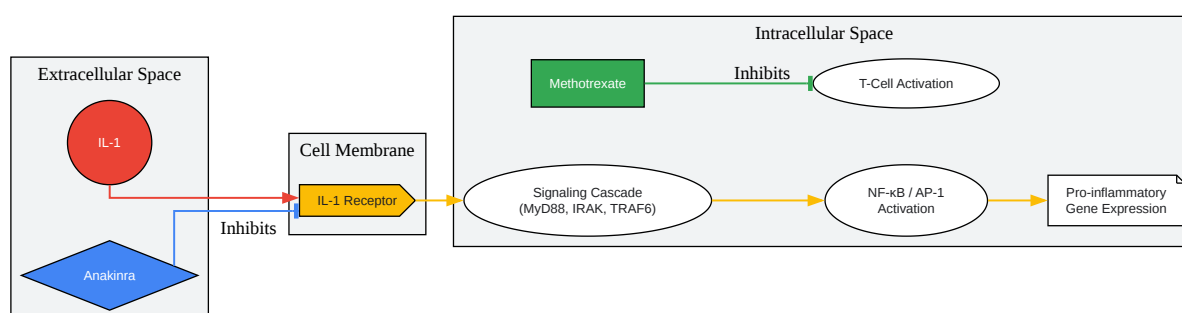 Extracellular Space
IL-1
Anakinra
Inhibits
Cell Membrane
IL-1 Receptor
Intracellular Space
Methotrexate
Inhibits
T-Cell Activation
Signaling Cascade
(MyD88, IRAK, TRAF6)
NF-κB / AP-1
Activation
Pro-inflammatory
Gene Expression